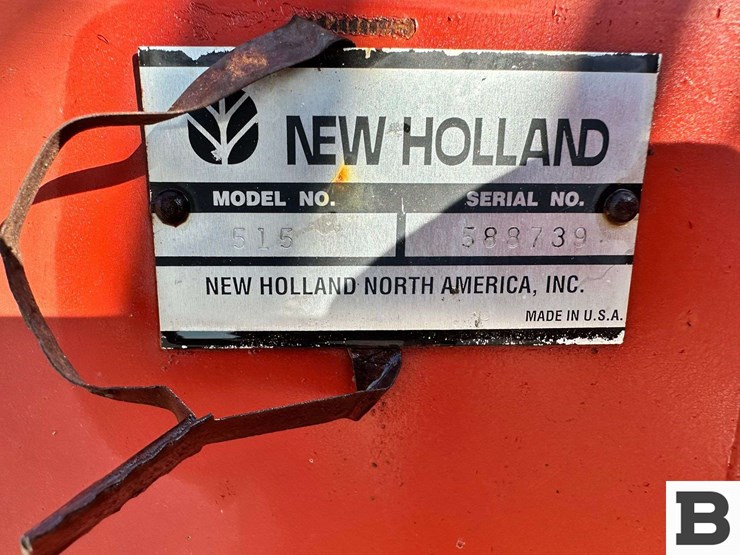 NEW HOLLAND
MODEL NO. SERIAL NO.
515 588739
NEW HOLLAND NORTH AMERICA, INC.
MADE IN U.S.A.
B